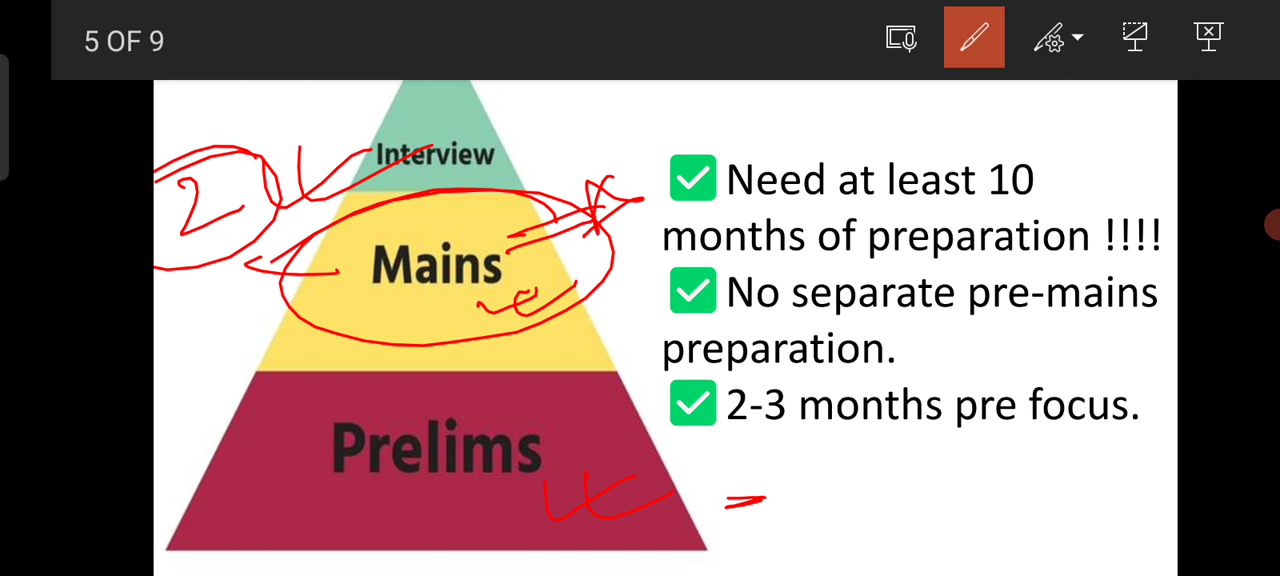 5 OF 9
Interview
Mains
Prelims
2
✅ Need at least 10
months of preparation !!!!
✅ No separate pre-mains
preparation.
✅ 2-3 months pre focus.